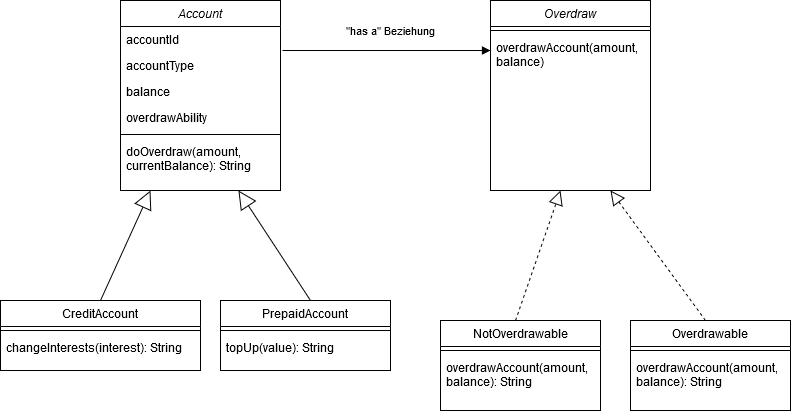 Account
accountId
accountType
balance
overdrawAbility
doOverdraw(amount,
currentBalance): String
"has a" Beziehung
Overdraw
overdrawAccount(amount,
balance)
CreditAccount
changeInterests(interest): String
PrepaidAccount
topUp(value): String
NotOverdrawable
overdrawAccount(amount,
balance): String
Overdrawable
overdrawAccount(amount,
balance): String